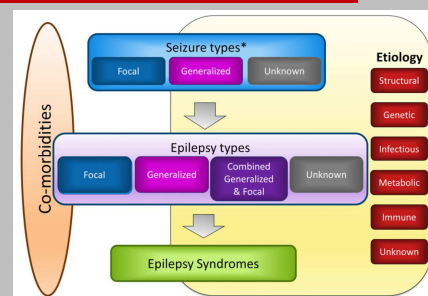 Co-morbidities
Seizure types*
Focal
Generalized
Unknown
Epilepsy types
Focal
Generalized
Combined
Generalized
& Focal
Unknown
Epilepsy Syndromes
Etiology
Structural
Genetic
Infectious
Metabolic
Immune
Unknown